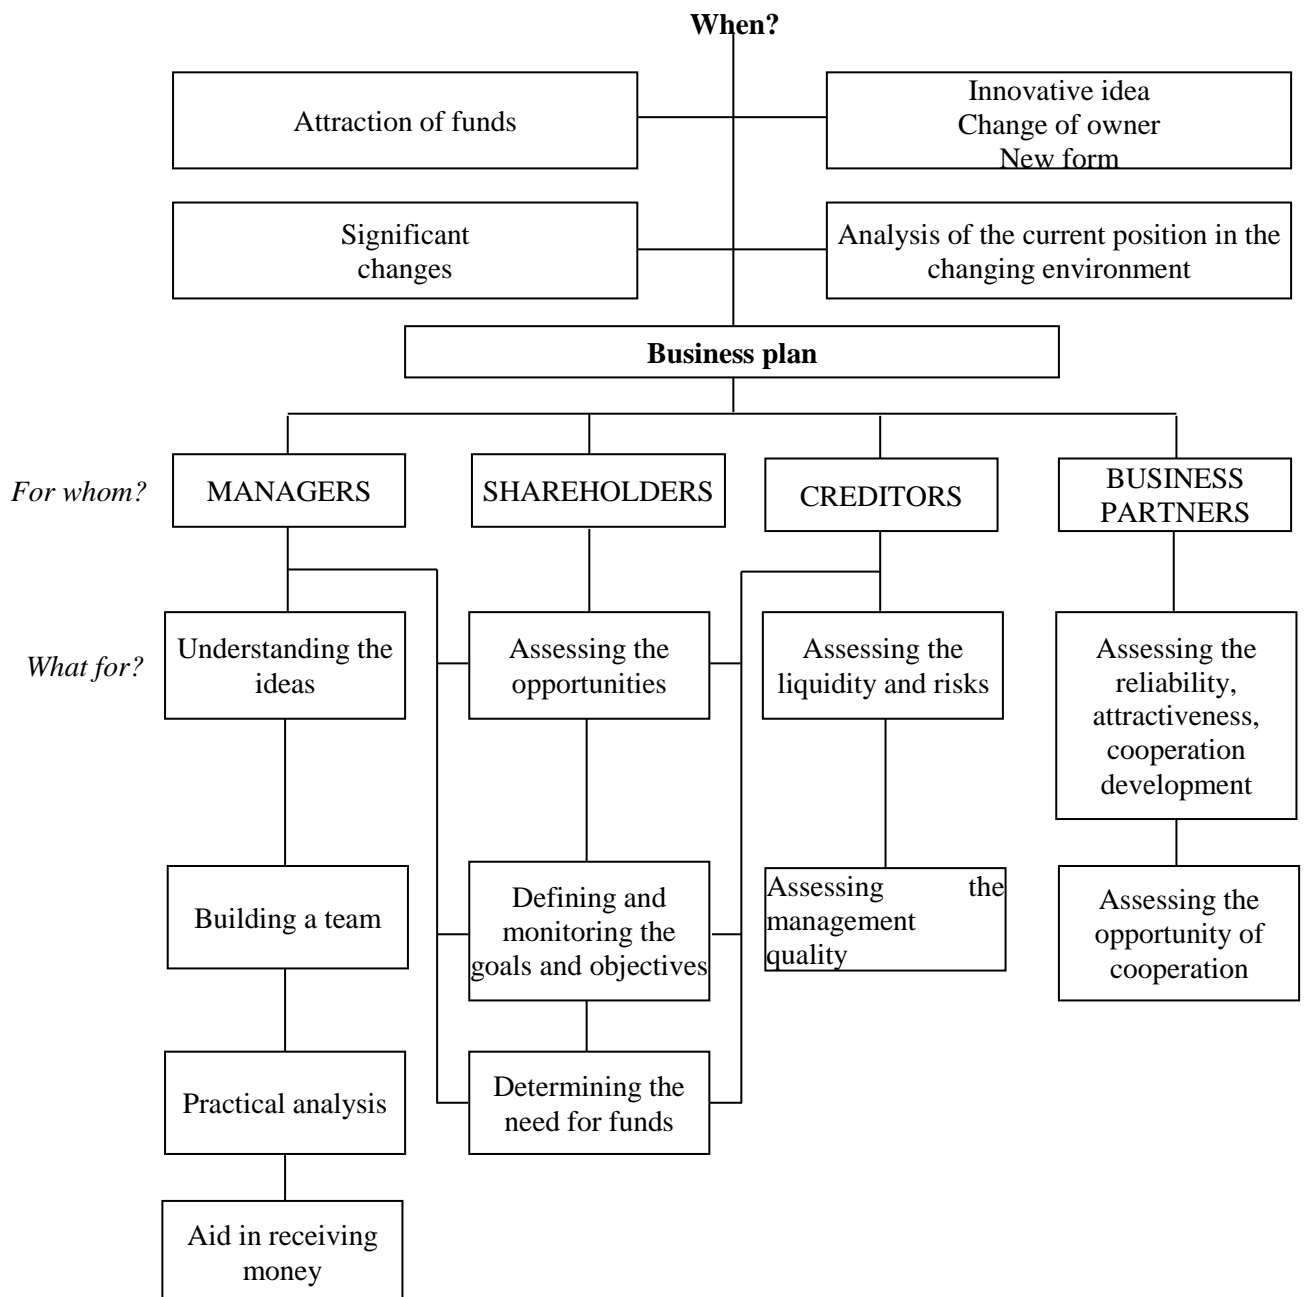 When?
Attraction of funds
Innovative idea
Change of owner
New form
Significant
changes
Analysis of the current position in the
changing environment
Business plan
For whom?
MANAGERS
SHAREHOLDERS
CREDITORS
BUSINESS
PARTNERS
What for?
Understanding the
ideas
Assessing the
opportunities
Assessing the
liquidity and risks
Assessing the
reliability,
attractiveness,
cooperation
development
Building a team
Defining and
monitoring the
goals and objectives
Assessing the
management
quality
Assessing the
opportunity of
cooperation
Practical analysis
Determining the
need for funds
Aid in receiving
money